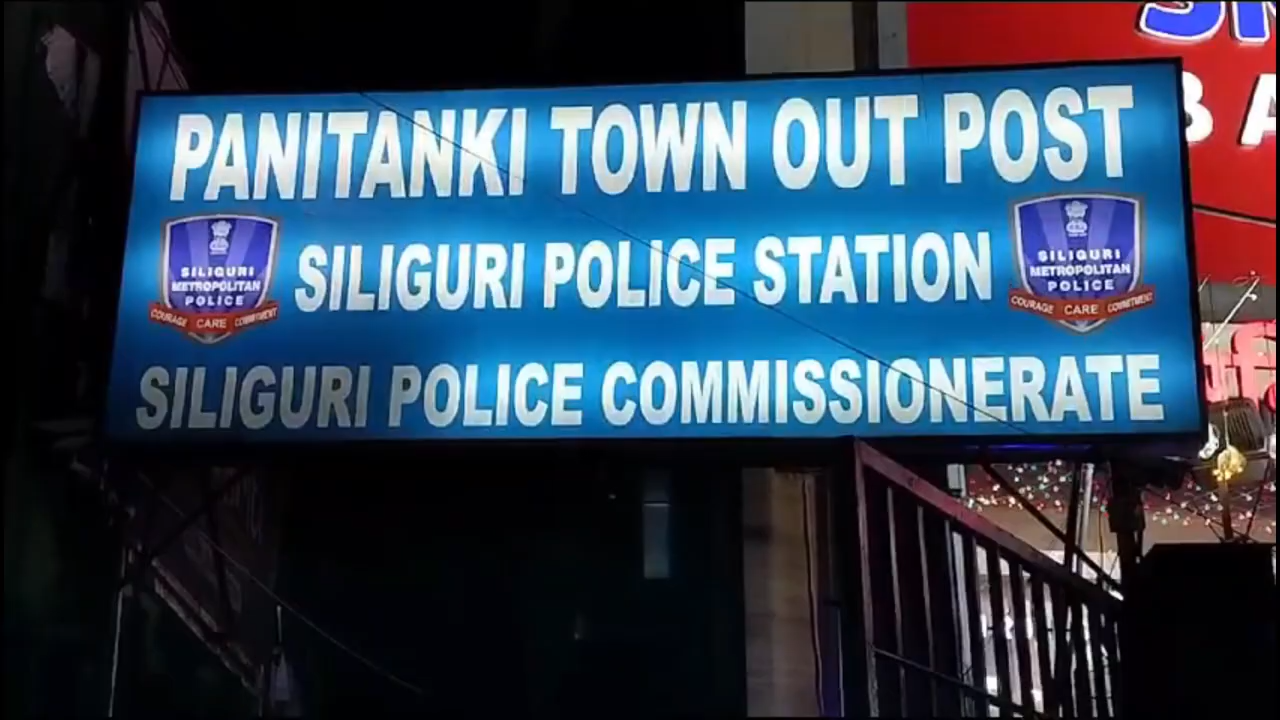 PANITANKI TOWN OUT POST
SILIGURI POLICE STATION
SILIGURI POLICE COMMISSIONERATE
SILIGURI
METROPOLITAN
POLICE
COURAGE CARE COMMITMENT
SILIGURI
METROPOLITAN
POLICE
COURAGE CARE COMMITMENT